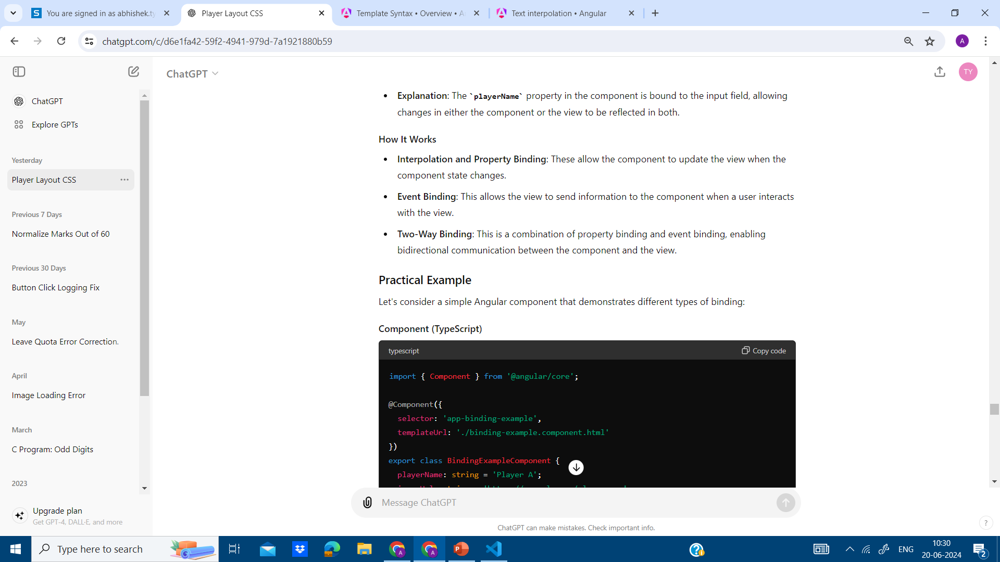 You are signed in as abhishek.ty
Player Layout CSS
Template Syntax • Overview • A
Text interpolation • Angular
chatgpt.com/c/d6e1fa42-59f2-4941-979d-7a1921880b59
A
ChatGPT
TY
ChatGPT
Explore GPTs
Yesterday
Player Layout CSS
Previous 7 Days
Normalize Marks Out of 60
Previous 30 Days
Button Click Logging Fix
May
Leave Quota Error Correction.
April
Image Loading Error
March
C Program: Odd Digits
2023
Upgrade plan
Get GPT-4, DALL·E, and more
Explanation: The `playerName` property in the component is bound to the input field, allowing
changes in either the component or the view to be reflected in both.
How It Works
Interpolation and Property Binding: These allow the component to update the view when the
component state changes.
Event Binding: This allows the view to send information to the component when a user interacts
with the view.
Two-Way Binding: This is a combination of property binding and event binding, enabling
bidirectional communication between the component and the view.
Practical Example
Let's consider a simple Angular component that demonstrates different types of binding:
Component (TypeScript)
typescript
Copy code
import { Component } from '@angular/core';
@Component({
selector: 'app-binding-example',
templateUrl: './binding-example.component.html'
})
export class BindingExampleComponent {
playerName: string = 'Player A';
Message ChatGPT
ChatGPT can make mistakes. Check important info.
?
Type here to search
ENG
10:30
20-06-2024
2